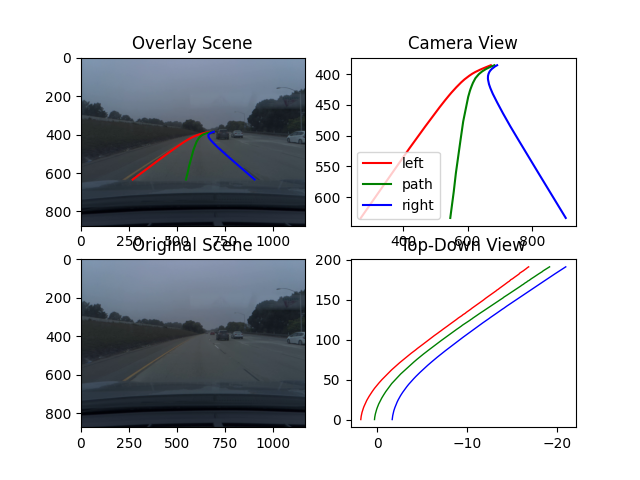 Overlay Scene
0
200
400
600
800
0 250 500 750 1000
Camera View
400
450
500
550
600
400 600 800
left
path
right
Original Scene
0
200
400
600
800
0 250 500 750 1000
Top-Down View
200
150
100
50
0
0 −10 −20